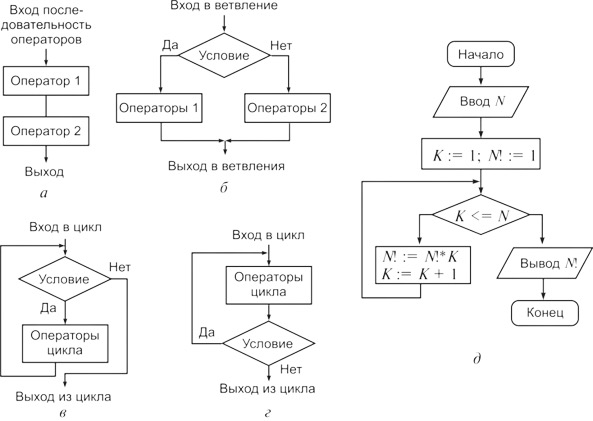 Вход после-
довательность
операторов
Оператор 1
Оператор 2
Выход
а
Вход в ветвление
Да
Нет
Условие
Операторы 1
Операторы 2
Выход в ветвления
б
Вход в цикл
Нет
Условие
Да
Операторы
цикла
Выход из цикла
в
Вход в цикл
Операторы
цикла
Да
Условие
Нет
Выход из цикла
г
Начало
Ввод N
K := 1; N! := 1
K <= N
N! := N!* K
K := K + 1
Вывод N!
Конец
д